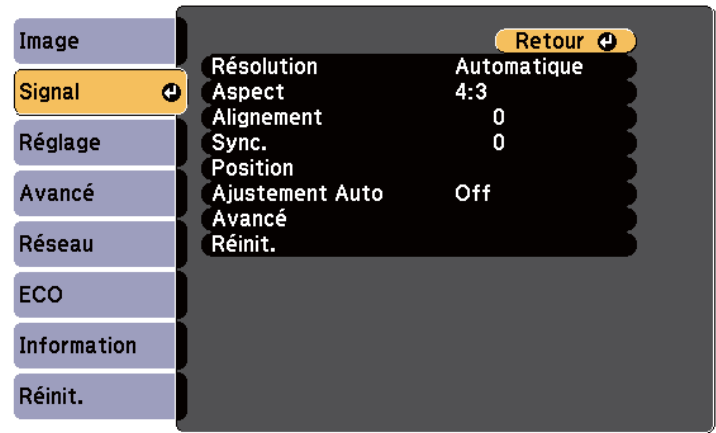 Image
Signal
Réglage
Avancé
Réseau
ECO
Information
Réinit.
Retour
Résolution Automatique
Aspect 4:3
Alignement 0
Sync. 0
Position
Ajustement Auto Off
Avancé
Réinit.